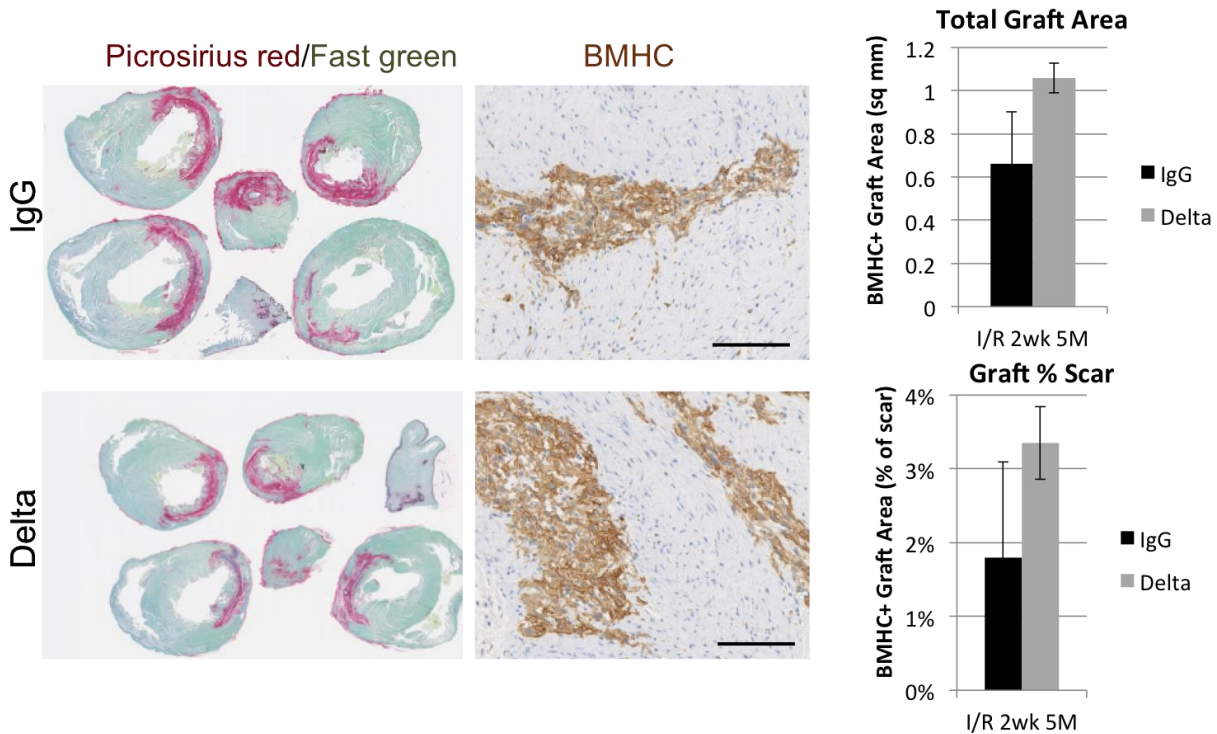 Picrosirius red/Fast green
BMHC
IgG
Delta
Total Graft Area
BMHC+ Graft Area (sq mm)
1.2
1
0.8
0.6
0.4
0.2
0
I/R 2wk 5M
IgG
Delta
Graft % Scar
BMHC+ Graft Area (% of scar)
4%
3%
2%
1%
0%
I/R 2wk 5M
IgG
Delta